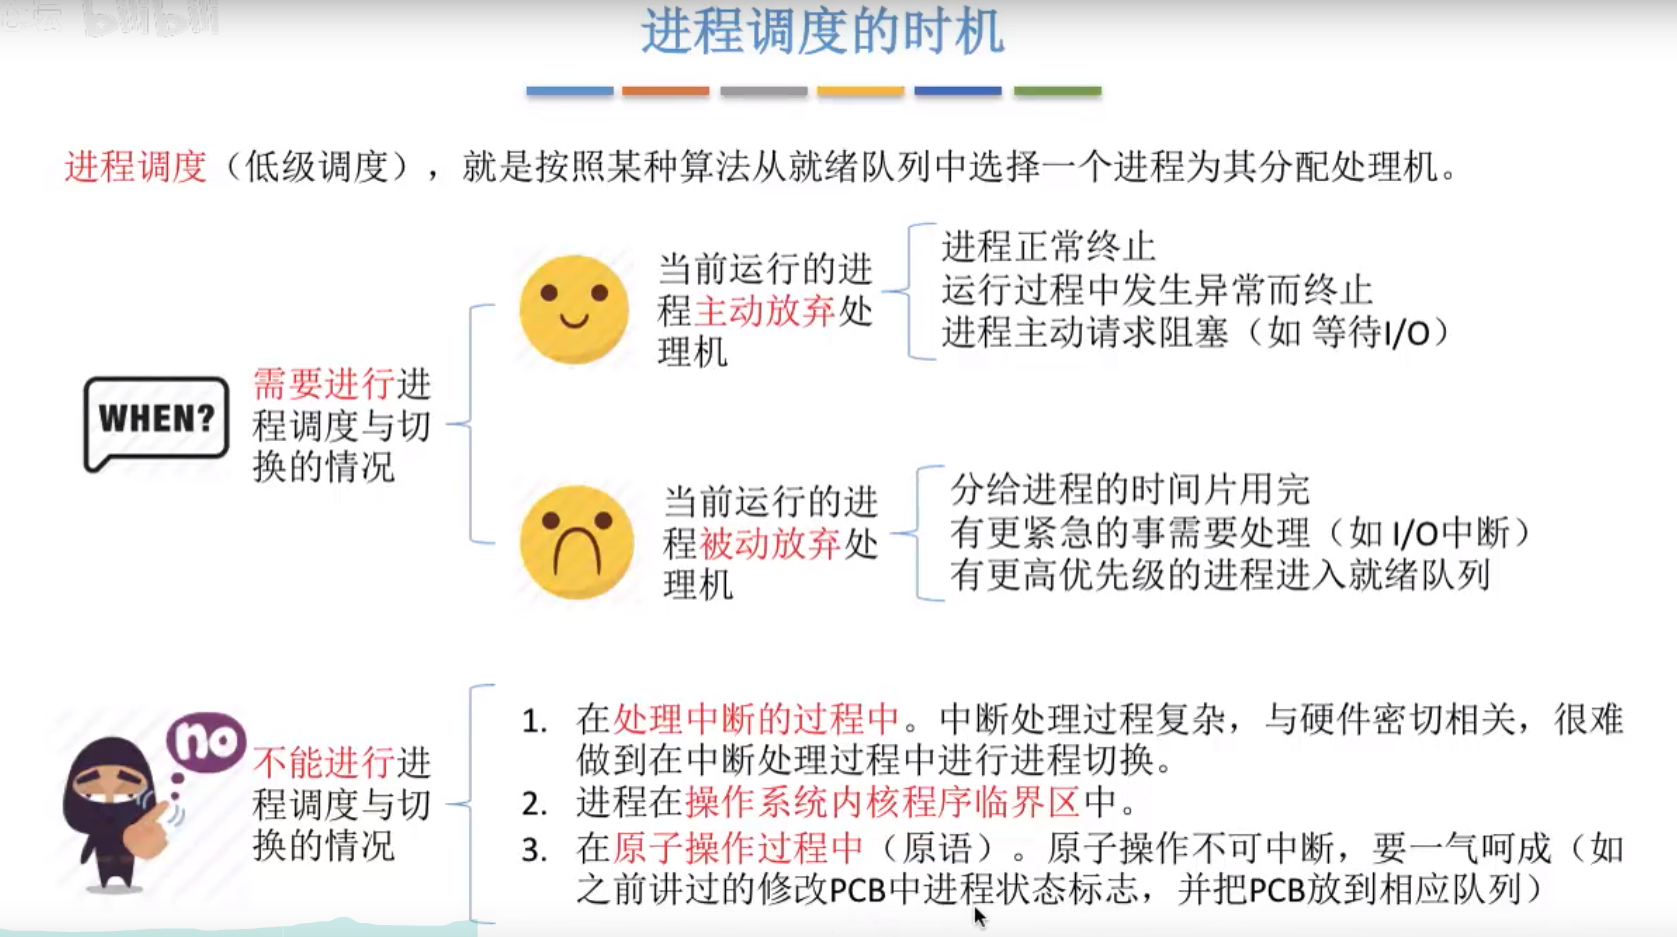 bilibili
进程调度的时机
进程调度（低级调度），就是按照某种算法从就绪队列中选择一个进程为其分配处理机。
WHEN?
需要进行进
程调度与切
换的情况
当前运行的进
程主动放弃处
理机
进程正常终止
运行过程中发生异常而终止
进程主动请求阻塞（如 等待I/O）
当前运行的进
程被动放弃处
理机
分给进程的时间片用完
有更紧急的事需要处理（如 I/O中断）
有更高优先级的进程进入就绪队列
no
不能进行进
程调度与切
换的情况
1. 在处理中断的过程中。中断处理过程复杂，与硬件密切相关，很难
做到在中断处理过程中进行进程切换。
2. 进程在操作系统内核程序临界区中。
3. 在原子操作过程中（原语）。原子操作不可中断，要一气呵成（如
之前讲过的修改PCB中进程状态标志，并把PCB放到相应队列）